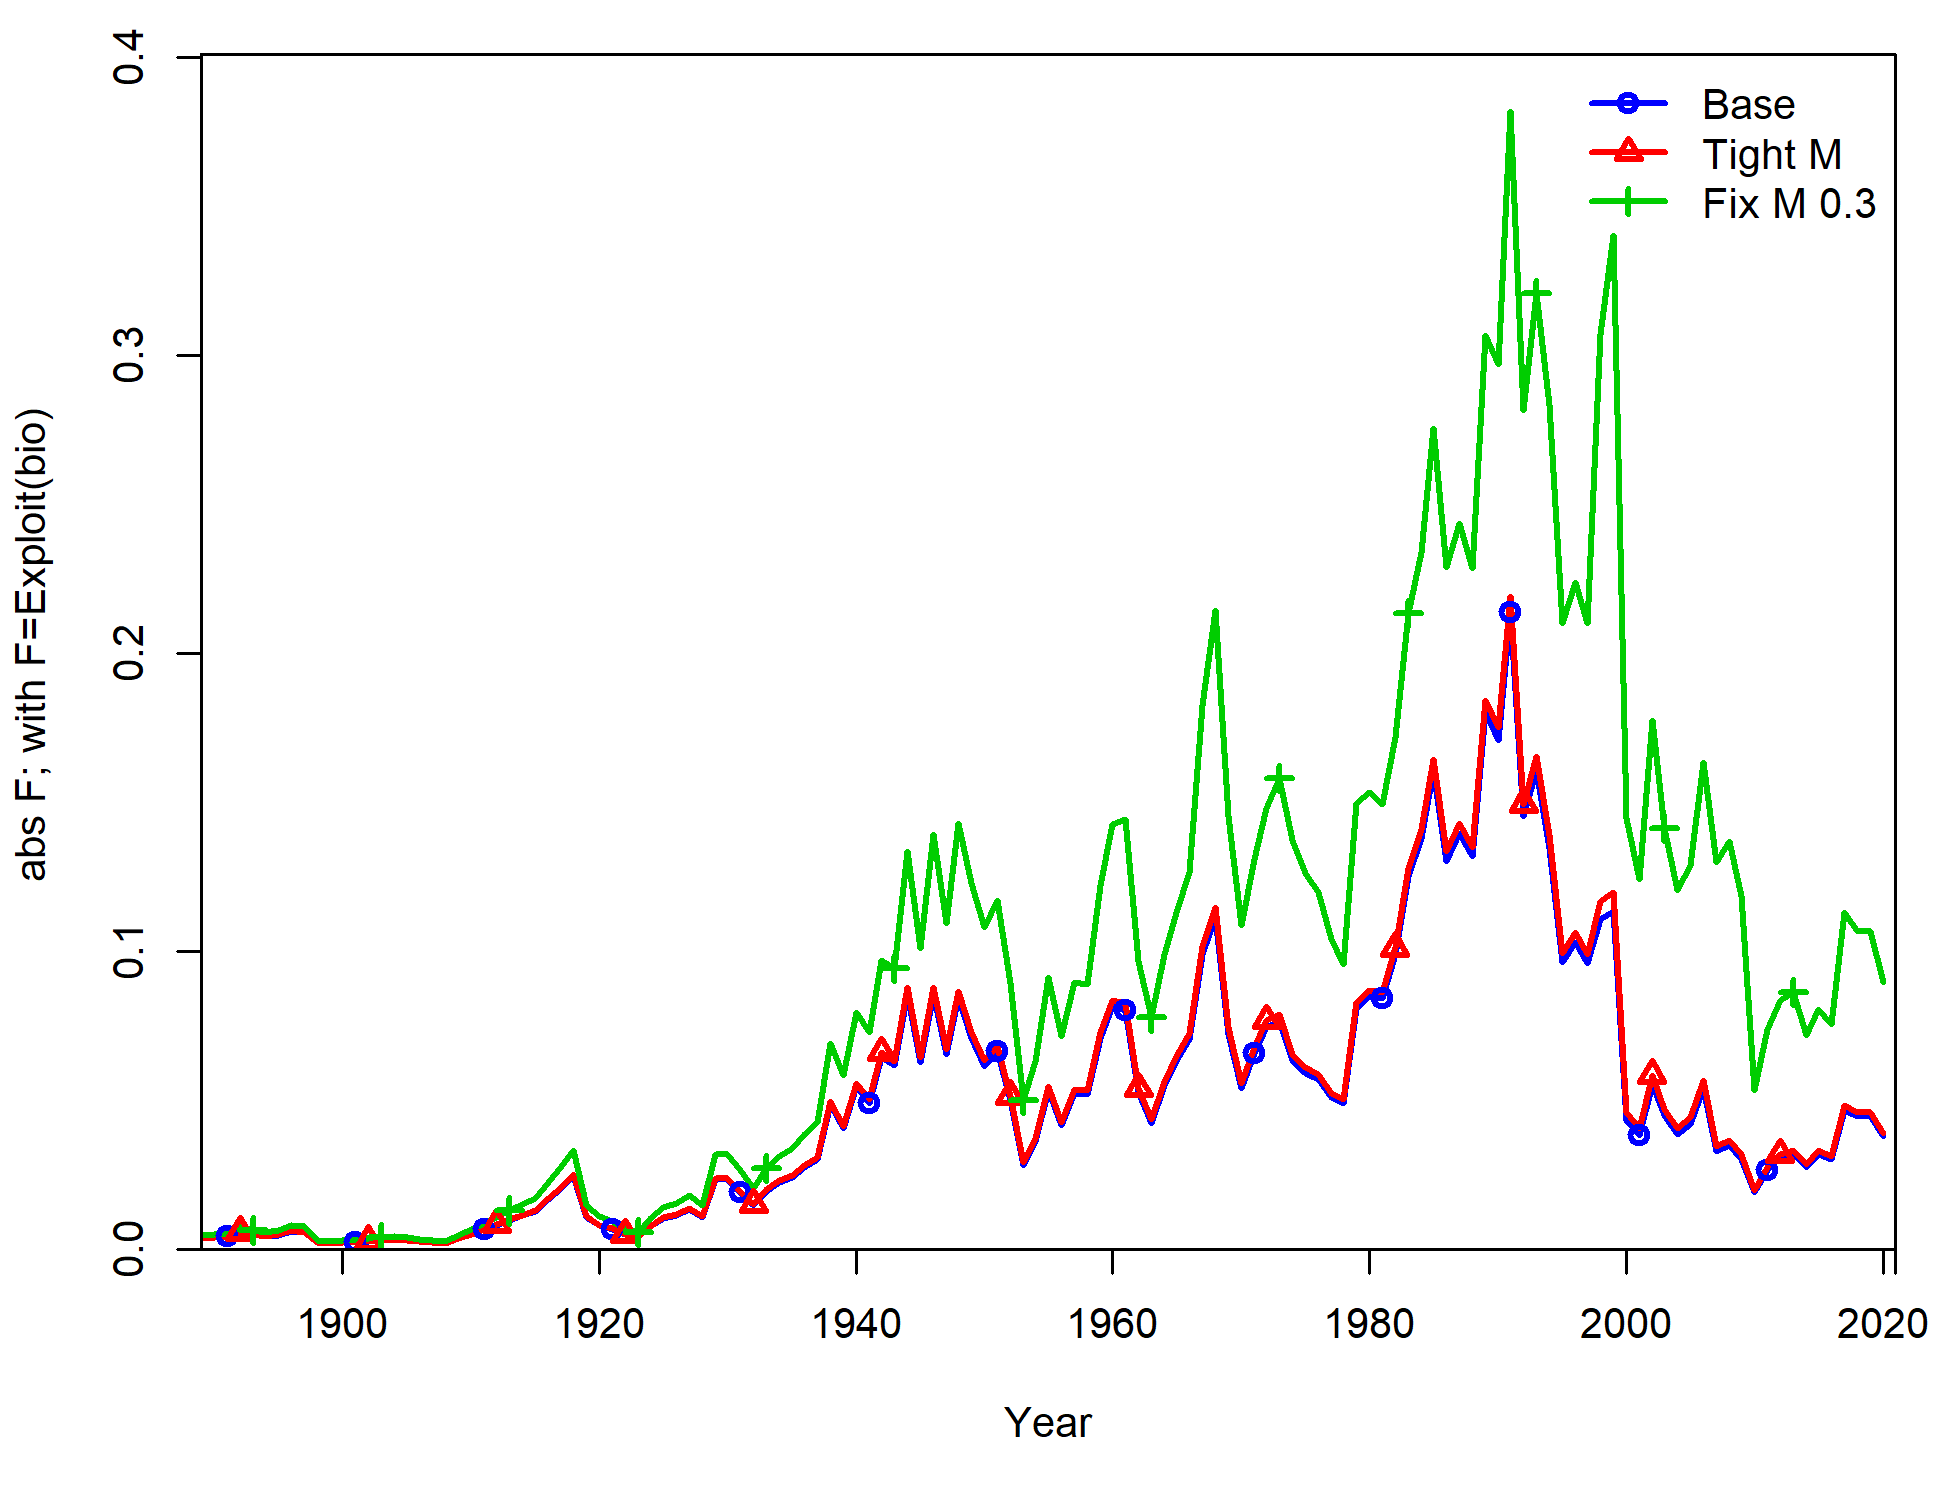 Base
Tight M
Fix M 0.3
abs F; with F=Exploit(bio)
0.4
0.3
0.2
0.1
0.0
1900 1920 1940 1960 1980 2000 2020
Year